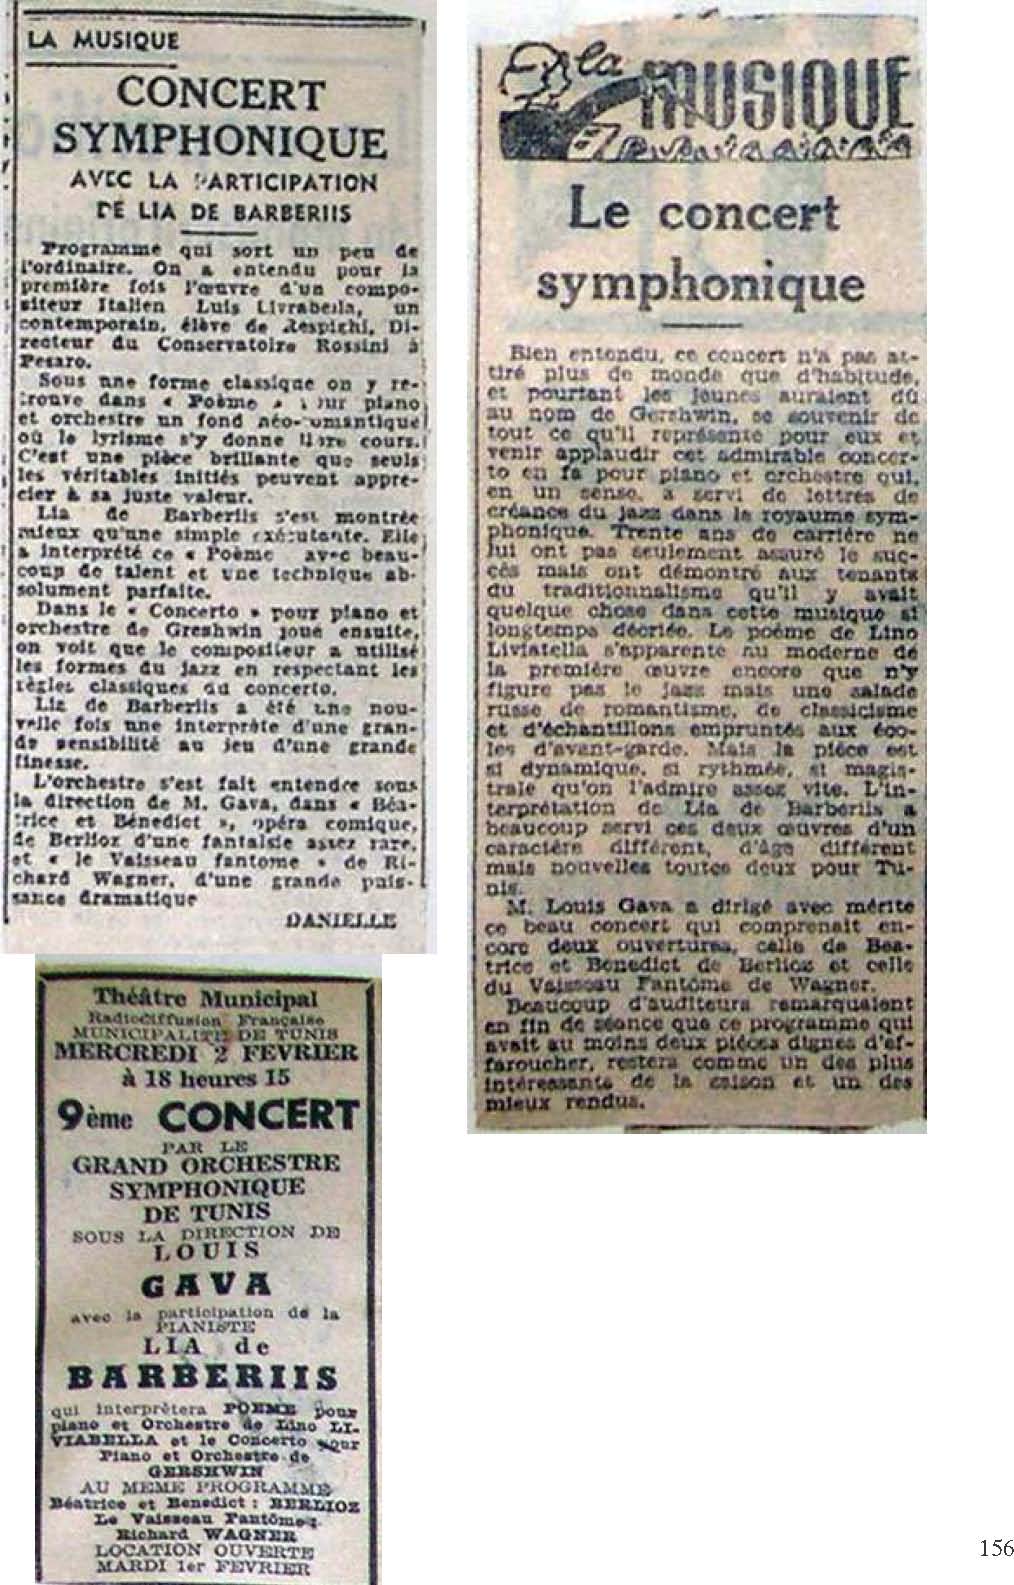 LA MUSIQUE
CONCERT
SYMPHONIQUE
AVEC LA PARTICIPATION
DE LIA DE BARBERIIS
Programme qui sort un peu de
l'ordinaire. On a entendu pour la
première fois l'œuvre d'un compo-
siteur Italien Luis Livrabella, un
contemporain, élève de Respighi, Di-
recteur du Conservatoire Rossini à
Pesaro.
Sous une forme classique on y re-
trouve dans « Poème » pour piano
et orchestre un fond néo-romantique
où le lyrisme s'y donne libre cours.
C'est une pièce brillante que seuls
les véritables initiés peuvent appré-
cier à sa juste valeur.
Lia de Barberiis s'est montrée
mieux qu'une simple exécutante. Elle
a interprété ce « Poème avec beau-
coup de talent et une technique ab-
solument parfaite.
Dans le « Concerto » pour piano et
orchestre de Greshwin joué ensuite,
on voit que le compositeur a utilisé
les formes du jazz en respectant les
règles classiques du concerto.
Lia de Barberiis a été une nou-
velle fois une interprète d'une gran-
de sensibilité au jeu d'une grande
finesse.
L'orchestre s'est fait entendre sous
la direction de M. Gava, dans « Béa-
trice et Bénedict », opéra comique,
de Berlioz d'une fantaisie assez rare,
et « le Vaisseau fantome » de Ri-
chard Wagner, d'une grande puis-
sance dramatique
DANIELLE
Théâtre Municipal
Radiodiffusion Française
MUNICIPALITE DE TUNIS
MERCREDI 2 FEVRIER
à 18 heures 15
9ème CONCERT
PAR LE
GRAND ORCHESTRE
SYMPHONIQUE
DE TUNIS
SOUS LA DIRECTION DE
LOUIS
GAVA
avec la participation de la
PIANISTE
LIA de
BARBERIIS
qui interprètera POEME pour
piano et Orchestre de Lino LI-
VIABELLA et le Concerto pour
Piano et Orchestre de
GERSHWIN
AU MEME PROGRAMME
Béatrice et Benedict : BERLIOZ
Le Vaisseau Fantôme :
Richard WAGNER
LOCATION OUVERTE
MARDI 1er FEVRIER
la MUSIQUE
Le concert
symphonique
Bien entendu, ce concert n'a pas at-
tiré plus de monde que d'habitude,
et pourtant les jeunes auraient dû
au nom de Gershwin, se souvenir de
tout ce qu'il représente pour eux et
venir applaudir cet admirable concer-
to en fa pour piano et orchestre qui,
en un sens, a servi de lettres de
créance du jazz dans le royaume sym-
phonique. Trente ans de carrière ne
lui ont pas seulement assuré le suc-
cès mais ont démontré aux tenants
du traditionnalisme qu'il y avait
quelque chose dans cette musique si
longtemps décriée. Le poème de Lino
Liviatella s'apparente au moderne de
la première œuvre encore que n'y
figure pas le jazz mais une salade
russe de romantisme, de classicisme
et d'échantillons empruntés aux éco-
les d'avant-garde. Mais la pièce est
si dynamique, si rythmée, si magis-
trale qu'on l'admire assez vite. L'in-
terprétation de Lia de Barberiis a
beaucoup servi ces deux œuvres d'un
caractère différent, d'âge différent
mais nouvelles toutes deux pour Tu-
nis.
M. Louis Gava a dirigé avec mérite
ce beau concert qui comprenait en-
core deux ouvertures, celle de Béa-
trice et Benedict de Berlioz et celle
du Vaisseau Fantôme de Wagner.
Beaucoup d'auditeurs remarquaient
en fin de séance que ce programme qui
avait au moins deux pièces dignes d'ef-
faroucher, restera comme un des plus
intéressants de la saison et un des
mieux rendus.
156